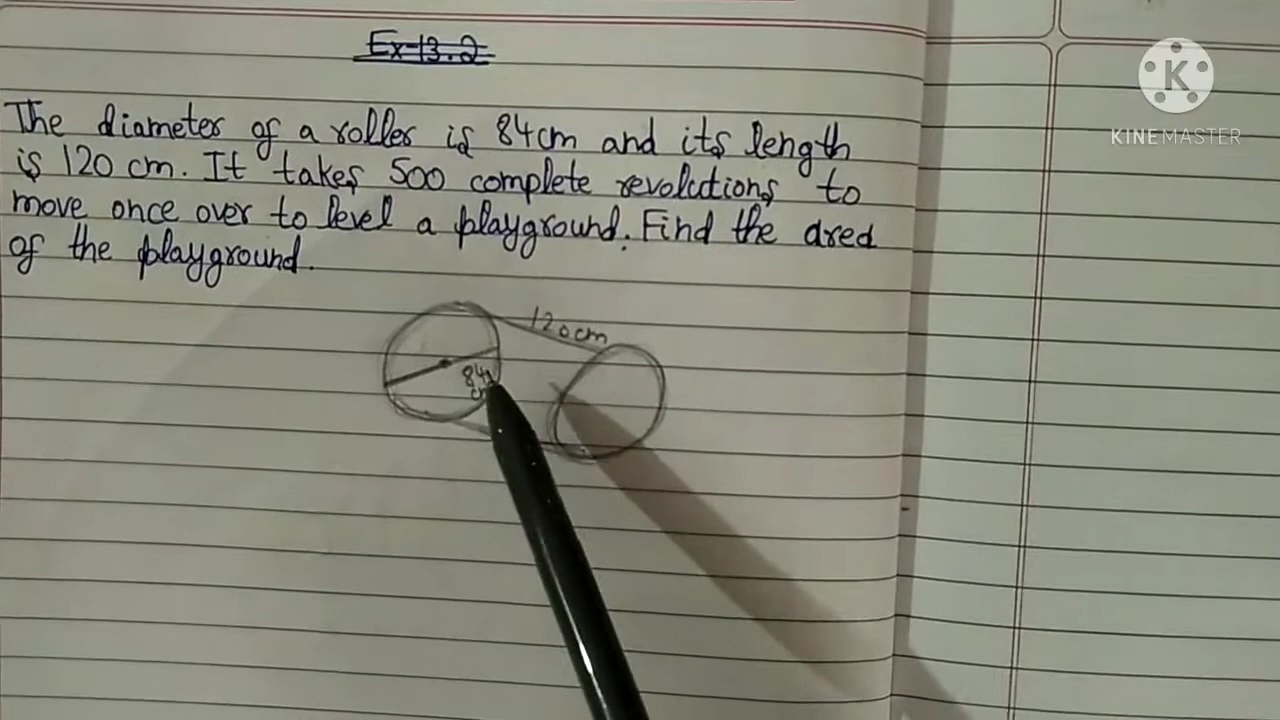 Ex-13.2
The diameter of a roller is 84cm and its length
is 120 cm. It takes 500 complete revolutions to
move once over to level a playground. Find the area
of the playground.
120cm
84
cm
K
KINEMASTER